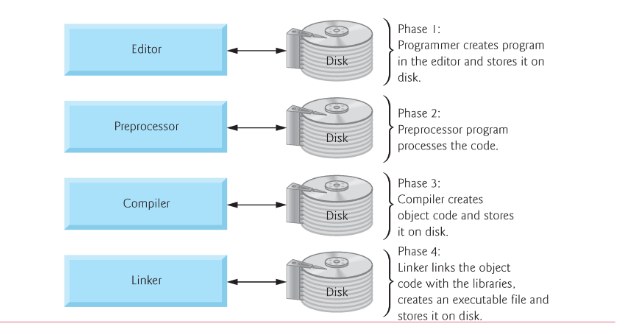 Editor
Disk
Phase 1:
Programmer creates program
in the editor and stores it on
disk.
Preprocessor
Disk
Phase 2:
Preprocessor program
processes the code.
Compiler
Disk
Phase 3:
Compiler creates
object code and stores
it on disk.
Linker
Disk
Phase 4:
Linker links the object
code with the libraries,
creates an executable file and
stores it on disk.